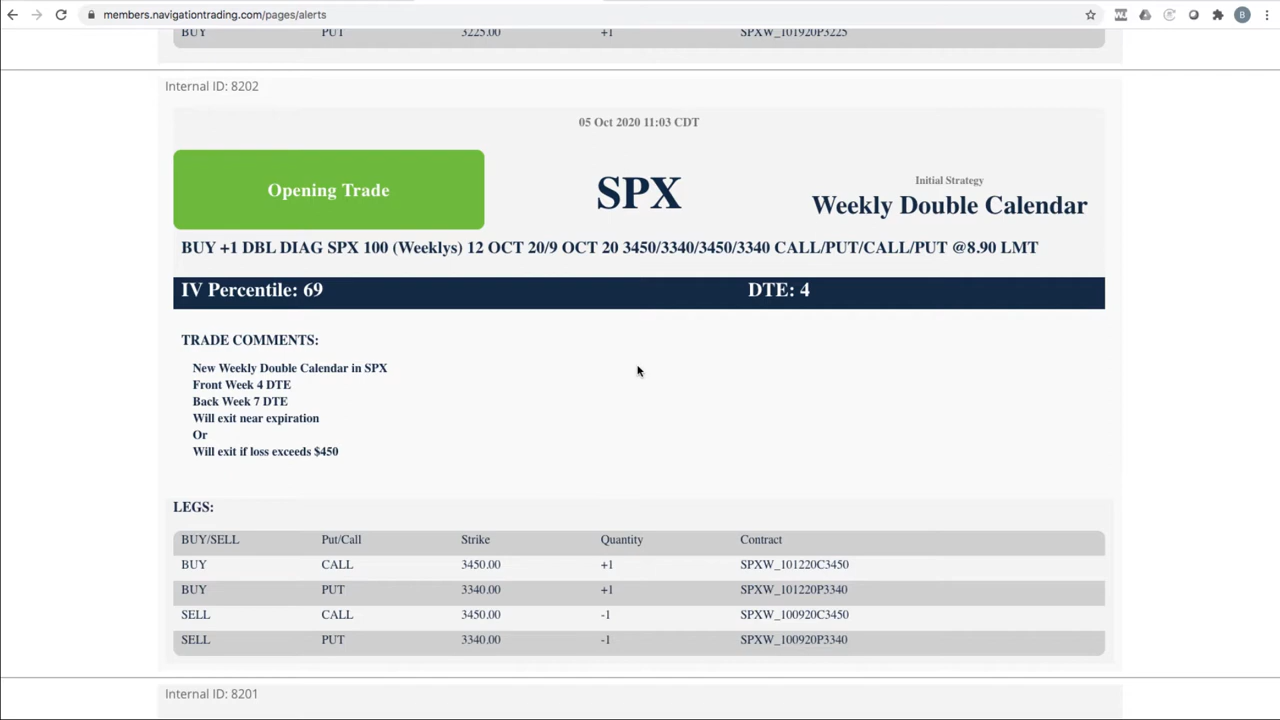 members.navigationtrading.com/pages/alerts
B
BUY PUT 3225.00 +1 SPXW_101920P3225
Internal ID: 8202
05 Oct 2020 11:03 CDT
Opening Trade
SPX
Initial Strategy
Weekly Double Calendar
BUY +1 DBL DIAG SPX 100 (Weeklys) 12 OCT 20/9 OCT 20 3450/3340/3450/3340 CALL/PUT/CALL/PUT @8.90 LMT
IV Percentile: 69 DTE: 4
TRADE COMMENTS:
New Weekly Double Calendar in SPX
Front Week 4 DTE
Back Week 7 DTE
Will exit near expiration
Or
Will exit if loss exceeds $450
LEGS:
BUY/SELL Put/Call Strike Quantity Contract
BUY CALL 3450.00 +1 SPXW_101220C3450
BUY PUT 3340.00 +1 SPXW_101220P3340
SELL CALL 3450.00 -1 SPXW_100920C3450
SELL PUT 3340.00 -1 SPXW_100920P3340
Internal ID: 8201